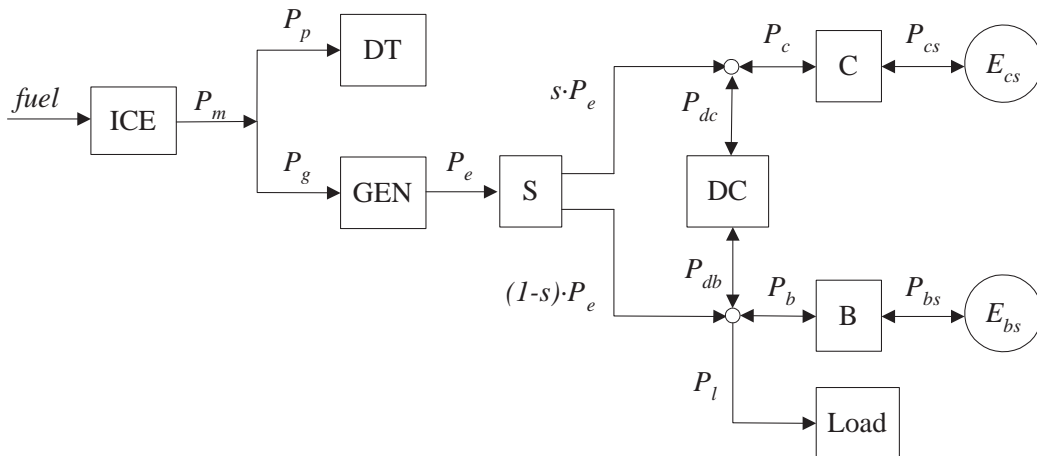 P_p
DT
fuel
ICE
P_m
P_g
GEN
P_e
S
s·P_e
(1-s)·P_e
P_c
C
P_cs
E_cs
P_dc
DC
P_db
P_b
B
P_bs
E_bs
P_l
Load